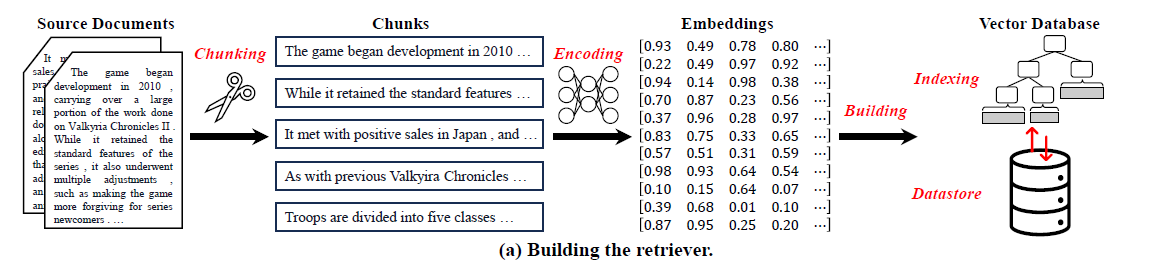 Source Documents
Chunks
Embeddings
Vector Database
It m
sales
pra
an
rel
do
alo
ed
tha
ad
an
an
The game began
development in 2010 ,
carrying over a large
portion of the work done
on Valkyria Chronicles II .
While it retained the
standard features of the
series , it also underwent
multiple adjustments ,
such as making the game
more forgiving for series
newcomers . …
Chunking
The game began development in 2010 …
While it retained the standard features …
It met with positive sales in Japan , and …
As with previous Valkyira Chronicles …
Troops are divided into five classes …
Encoding
[0.93 0.49 0.78 0.80 …]
[0.22 0.49 0.97 0.92 …]
[0.94 0.14 0.98 0.38 …]
[0.70 0.87 0.23 0.56 …]
[0.37 0.96 0.28 0.97 …]
[0.83 0.75 0.33 0.65 …]
[0.57 0.51 0.31 0.59 …]
[0.98 0.93 0.64 0.54 …]
[0.10 0.15 0.64 0.07 …]
[0.39 0.68 0.01 0.10 …]
[0.87 0.95 0.25 0.20 …]
Building
Indexing
Datastore
(a) Building the retriever.